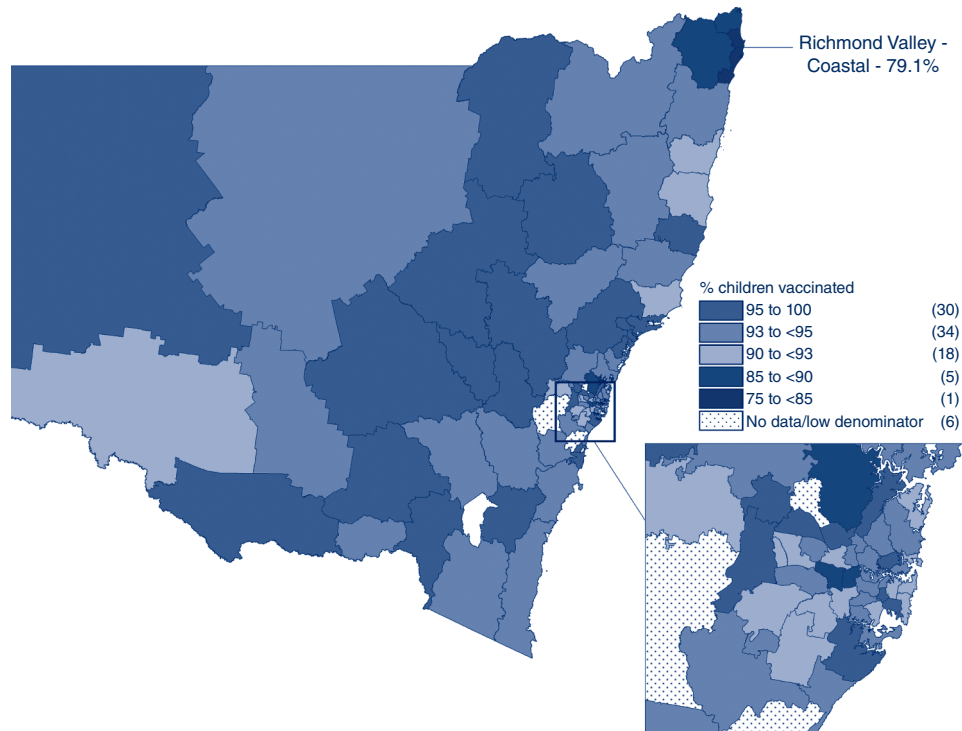 Richmond Valley -
Coastal - 79.1%
% children vaccinated
95 to 100 (30)
93 to <95 (34)
90 to <93 (18)
85 to <90 (5)
75 to <85 (1)
No data/low denominator (6)